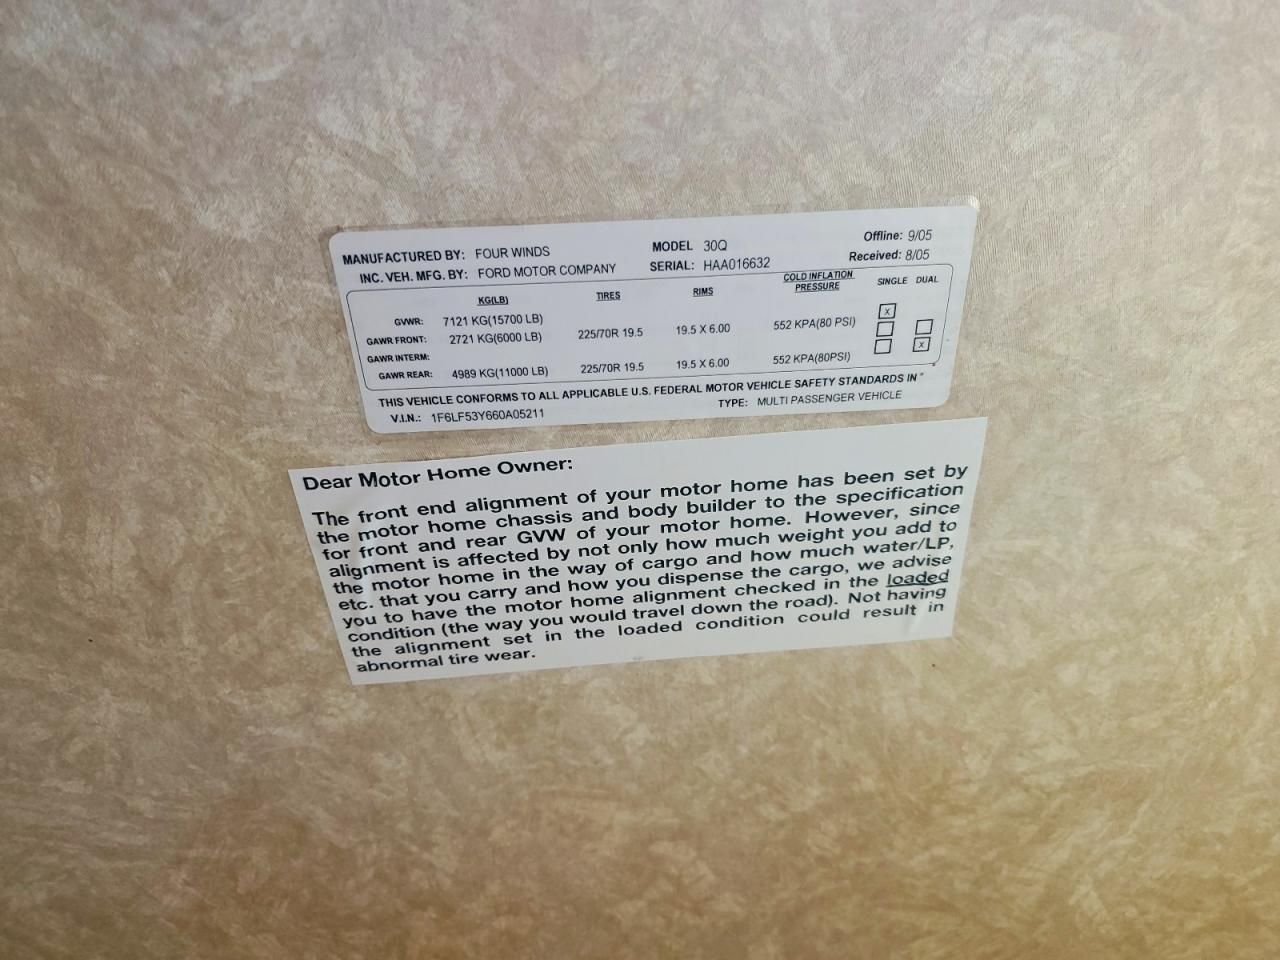 MANUFACTURED BY: FOUR WINDS MODEL 30Q Offline: 9/05
INC. VEH. MFG. BY: FORD MOTOR COMPANY SERIAL: HAA016632 Received: 8/05
KG(LB) TIRES RIMS COLD INFLATION PRESSURE SINGLE DUAL
GVWR: 7121 KG(15700 LB)
GAWR FRONT: 2721 KG(6000 LB) 225/70R 19.5 19.5 X 6.00 552 KPA(80 PSI) X
GAWR INTERM:
GAWR REAR: 4989 KG(11000 LB) 225/70R 19.5 19.5 X 6.00 552 KPA(80PSI) X
THIS VEHICLE CONFORMS TO ALL APPLICABLE U.S. FEDERAL MOTOR VEHICLE SAFETY STANDARDS IN "
V.I.N.: 1F6LF53Y660A05211 TYPE: MULTI PASSENGER VEHICLE
Dear Motor Home Owner:
The front end alignment of your motor home has been set by
the motor home chassis and body builder to the specification
for front and rear GVW of your motor home. However, since
alignment is affected by not only how much weight you add to
the motor home in the way of cargo and how much water/LP,
etc. that you carry and how you dispense the cargo, we advise
you to have the motor home alignment checked in the loaded
condition (the way you would travel down the road). Not having
the alignment set in the loaded condition could result in
abnormal tire wear.